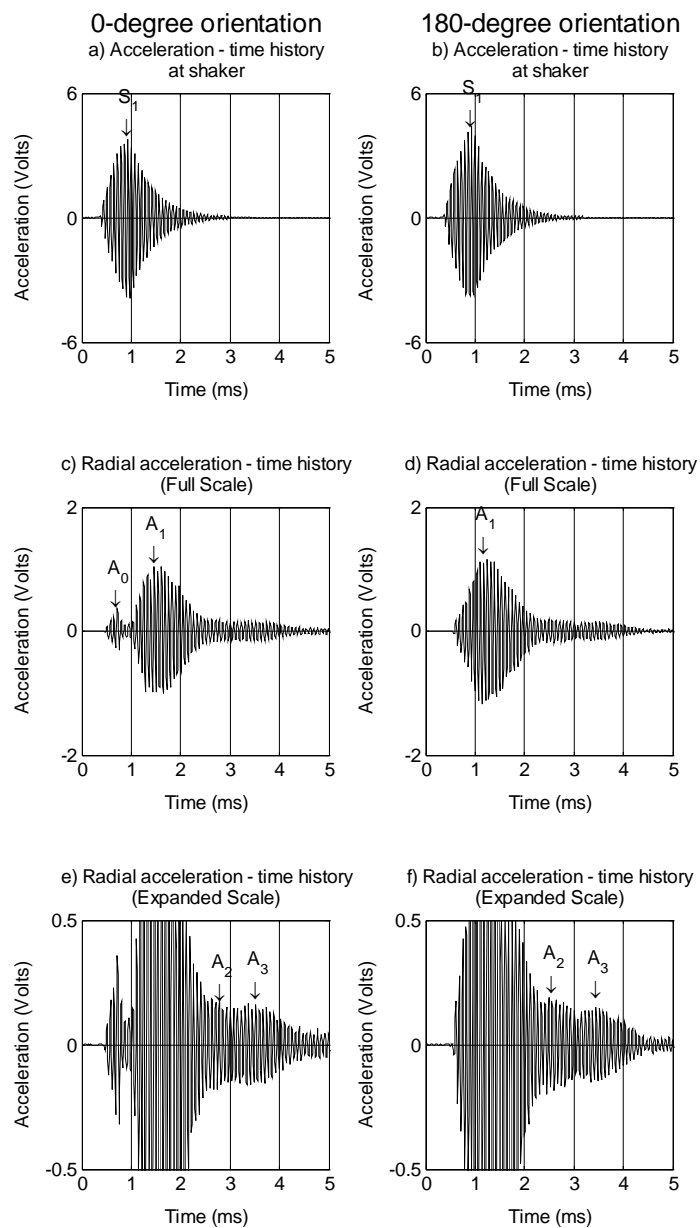 0-degree orientation
180-degree orientation
a) Acceleration - time history
at shaker
b) Acceleration - time history
at shaker
S1
6
0
-6
Acceleration (Volts)
0 1 2 3 4 5
Time (ms)
S1
6
0
-6
Acceleration (Volts)
0 1 2 3 4 5
Time (ms)
c) Radial acceleration - time history
(Full Scale)
d) Radial acceleration - time history
(Full Scale)
A0
A1
2
0
-2
Acceleration (Volts)
0 1 2 3 4 5
Time (ms)
A1
2
0
-2
Acceleration (Volts)
0 1 2 3 4 5
Time (ms)
e) Radial acceleration - time history
(Expanded Scale)
f) Radial acceleration - time history
(Expanded Scale)
A2
A3
0.5
0
-0.5
Acceleration (Volts)
0 1 2 3 4 5
Time (ms)
A2
A3
0.5
0
-0.5
Acceleration (Volts)
0 1 2 3 4 5
Time (ms)